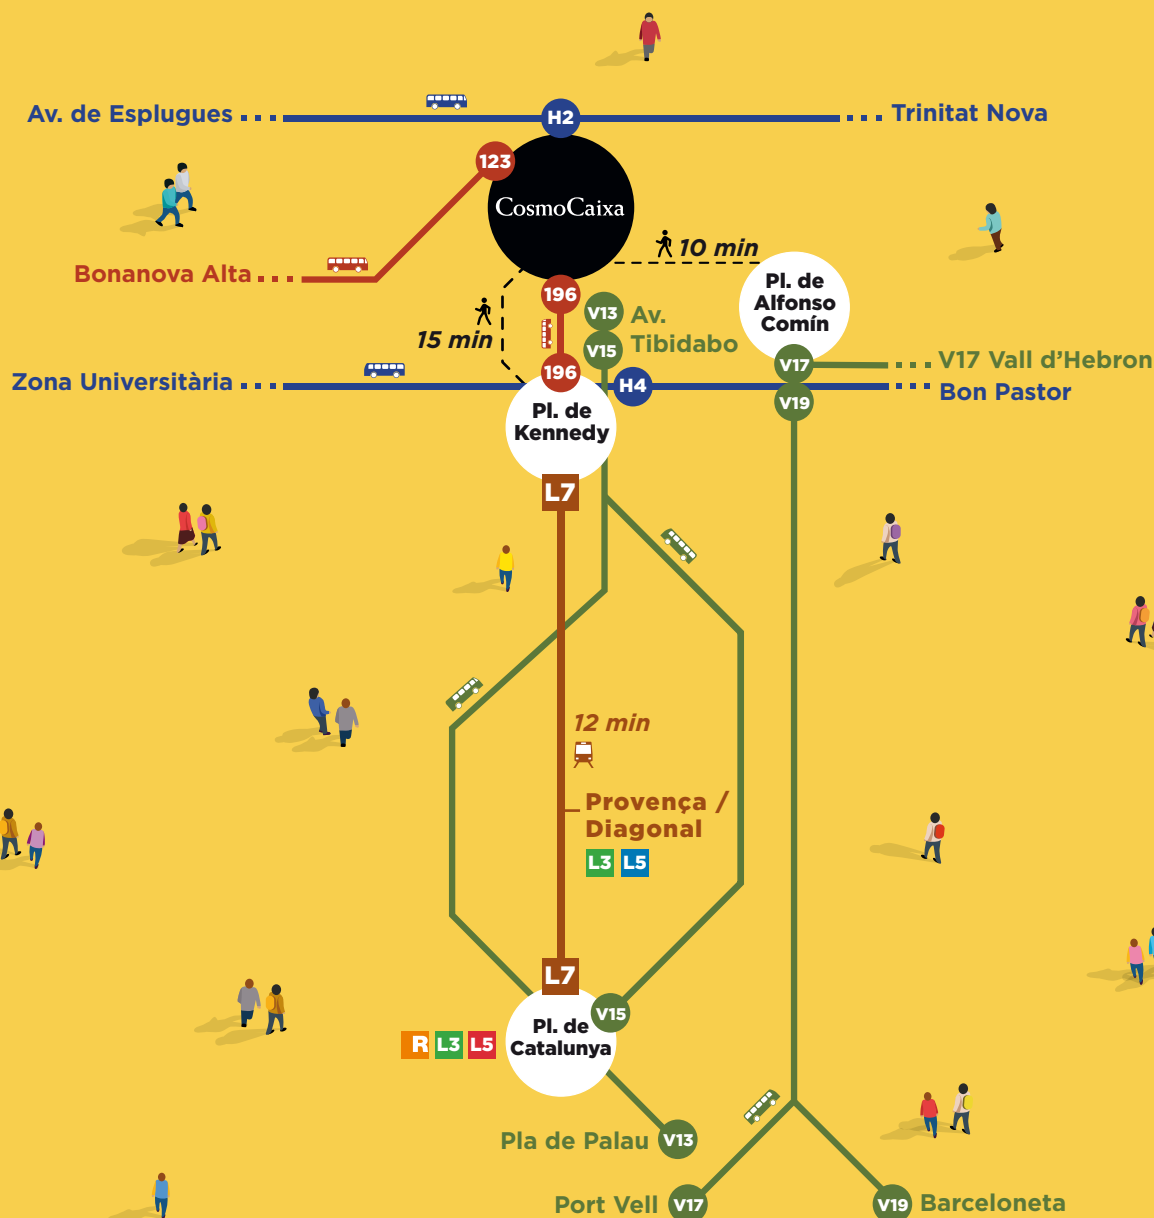 H2
Av. de Esplugues
Trinitat Nova
123
CosmoCaixa
10 min
Bonanova Alta
Pl. de
Alfonso
Comín
196
V13
Av.
Tibidabo
15 min
V15
V17
V17 Vall d'Hebron
196
Zona Universitària
H4
Bon Pastor
V19
Pl. de
Kennedy
L7
12 min
Provença /
Diagonal
L3 L5
L7
V15
Pl. de
Catalunya
R L3 L5
Pla de Palau V13
Port Vell V17
V19 Barceloneta